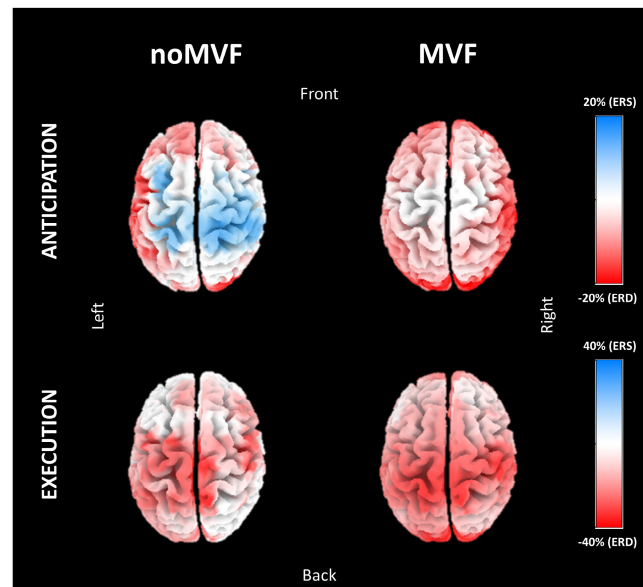 noMVF
MVF
Front
20% (ERS)
ANTICIPATION
-20% (ERD)
Left
Right
40% (ERS)
EXECUTION
-40% (ERD)
Back